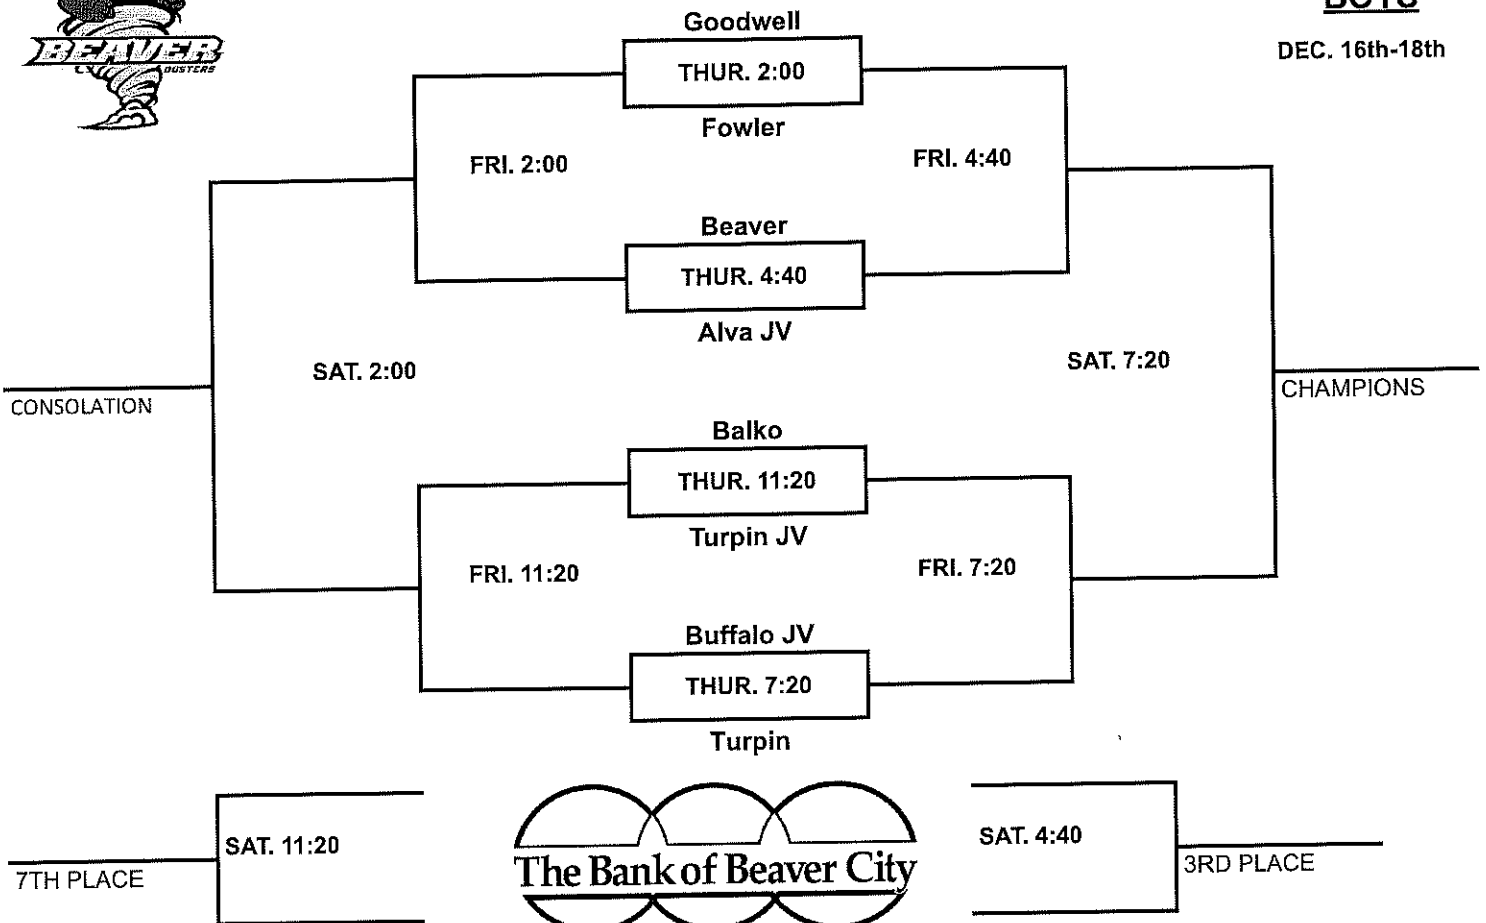 BOYS
DEC. 16th-18th
BEAVER
DUSTERS
Goodwell
THUR. 2:00
Fowler
FRI. 2:00
FRI. 4:40
Beaver
THUR. 4:40
Alva JV
SAT. 2:00
SAT. 7:20
CONSOLATION
CHAMPIONS
Balko
THUR. 11:20
Turpin JV
FRI. 11:20
FRI. 7:20
Buffalo JV
THUR. 7:20
Turpin
SAT. 11:20
SAT. 4:40
7TH PLACE
The Bank of Beaver City
3RD PLACE